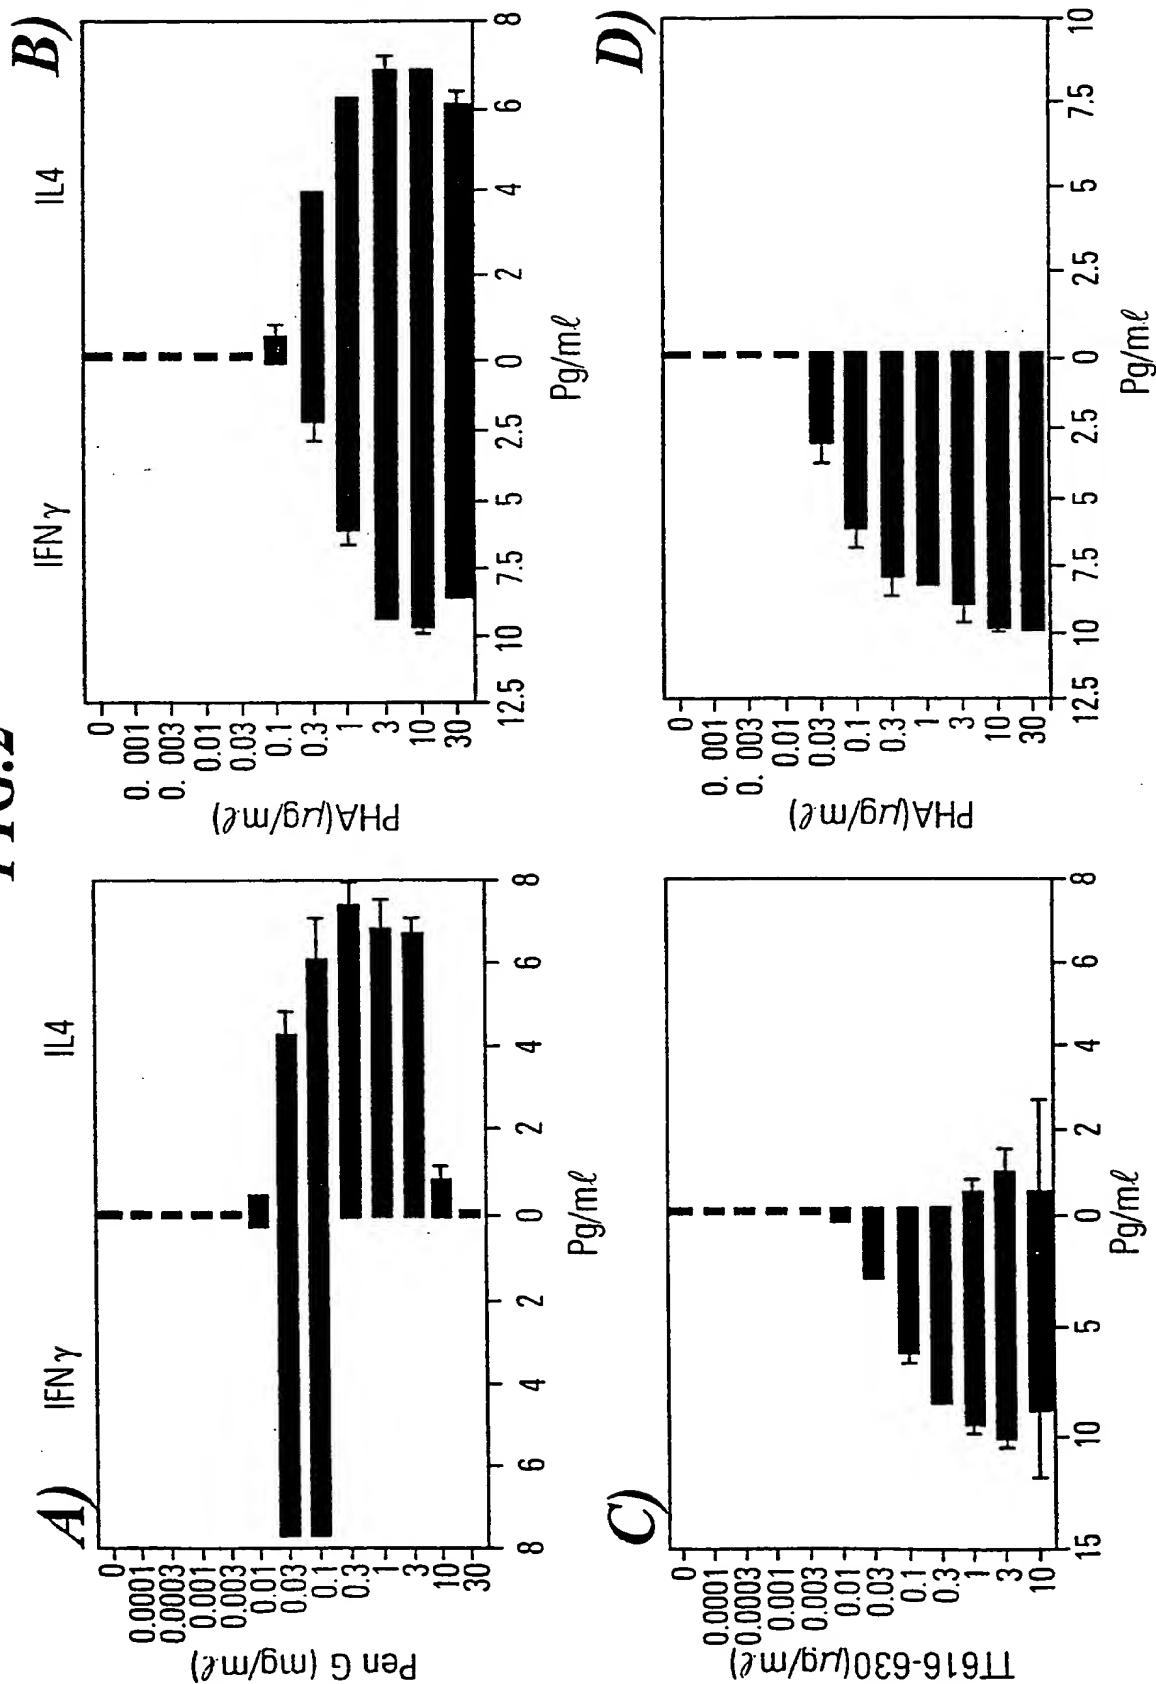 FIG.2
A)
IFNγ IL4
Pen G (mg/ml)
0
0.0001
0.0003
0.001
0.003
0.01
0.03
0.1
0.3
1
3
10
30
8 6 4 2 0 2 4 6 8
Pg/ml
B)
IFNγ IL4
PHA(µg/ml)
0
0. 001
0. 003
0.01
0.03
0.1
0.3
1
3
10
30
12.5 10 7.5 5 2.5 0 2 4 6 8
Pg/ml
C)
TT616-630(µg/ml)
0
0.0001
0.0003
0.001
0.003
0.01
0.03
0.1
0.3
1
3
10
15 10 5 0 2 4 6 8
Pg/ml
D)
PHA(µg/ml)
0
0. 001
0. 003
0.01
0.03
0.1
0.3
1
3
10
30
12.5 10 7.5 5 2.5 0 2.5 5 7.5 10
Pg/ml